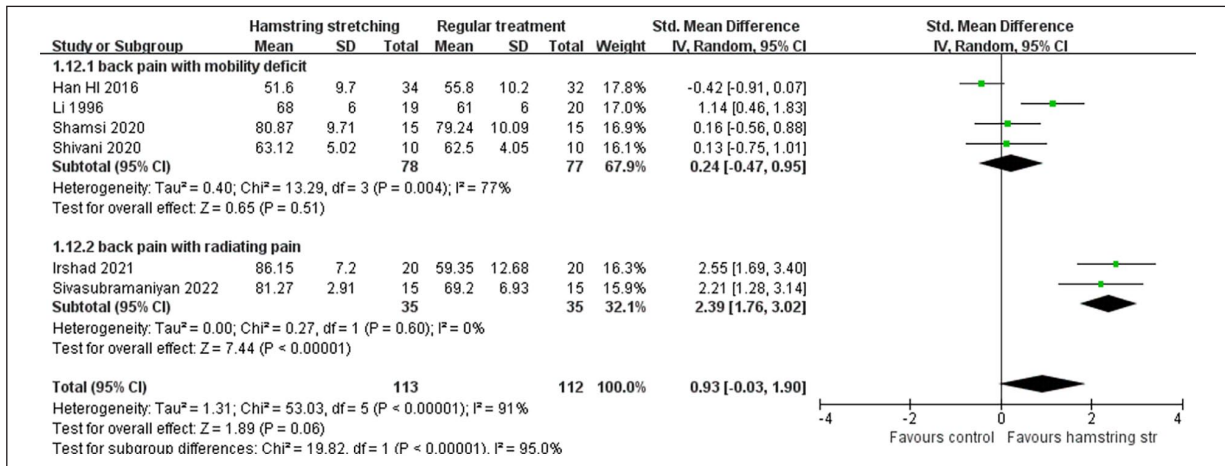 Hamstring stretching Regular treatment Std. Mean Difference Std. Mean Difference
Study or Subgroup Mean SD Total Mean SD Total Weight IV, Random, 95% CI IV, Random, 95% CI
1.12.1 back pain with mobility deficit
Han HI 2016 51.6 9.7 34 55.8 10.2 32 17.8% -0.42 [-0.91, 0.07]
Li 1996 68 6 19 61 6 20 17.0% 1.14 [0.46, 1.83]
Shamsi 2020 80.87 9.71 15 79.24 10.09 15 16.9% 0.16 [-0.56, 0.88]
Shivani 2020 63.12 5.02 10 62.5 4.05 10 16.1% 0.13 [-0.75, 1.01]
Subtotal (95% CI) 78 77 67.9% 0.24 [-0.47, 0.95]
Heterogeneity: Tau² = 0.40; Chi² = 13.29, df = 3 (P = 0.004); I² = 77%
Test for overall effect: Z = 0.65 (P = 0.51)
1.12.2 back pain with radiating pain
Irshad 2021 86.15 7.2 20 59.35 12.68 20 16.3% 2.55 [1.69, 3.40]
Sivasubramaniyan 2022 81.27 2.91 15 69.2 6.93 15 15.9% 2.21 [1.28, 3.14]
Subtotal (95% CI) 35 35 32.1% 2.39 [1.76, 3.02]
Heterogeneity: Tau² = 0.00; Chi² = 0.27, df = 1 (P = 0.60); I² = 0%
Test for overall effect: Z = 7.44 (P < 0.00001)
Total (95% CI) 113 112 100.0% 0.93 [-0.03, 1.90]
Heterogeneity: Tau² = 1.31; Chi² = 53.03, df = 5 (P < 0.00001); I² = 91%
Test for overall effect: Z = 1.89 (P = 0.06)
Test for subgroup differences: Chi² = 19.82, df = 1 (P < 0.00001), I² = 95.0%
-4 -2 0 2 4
Favours control Favours hamstring str